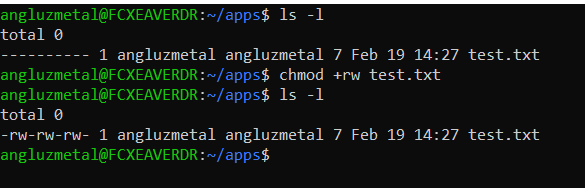 angluzmetal@FCXEAVERDR:~/apps$ ls -l
total 0
---------- 1 angluzmetal angluzmetal 7 Feb 19 14:27 test.txt
angluzmetal@FCXEAVERDR:~/apps$ chmod +rw test.txt
angluzmetal@FCXEAVERDR:~/apps$ ls -l
total 0
-rw-rw-rw- 1 angluzmetal angluzmetal 7 Feb 19 14:27 test.txt
angluzmetal@FCXEAVERDR:~/apps$